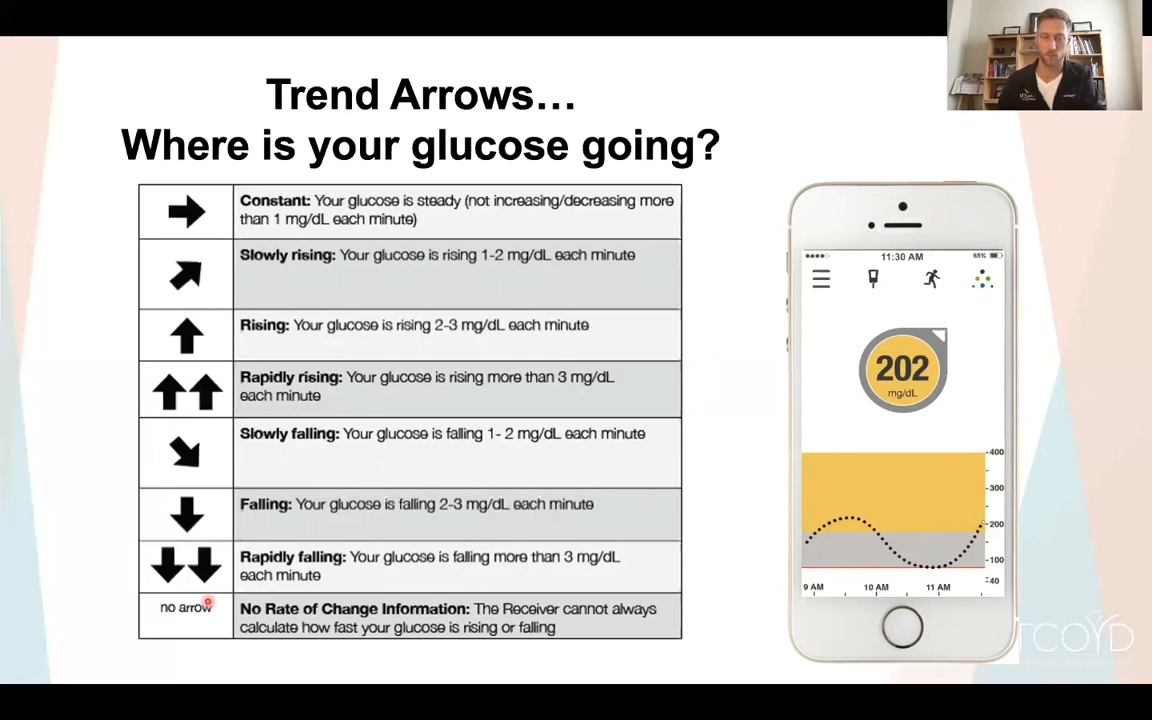 Trend Arrows…
Where is your glucose going?
Constant: Your glucose is steady (not increasing/decreasing more
than 1 mg/dL each minute)
Slowly rising: Your glucose is rising 1-2 mg/dL each minute
Rising: Your glucose is rising 2-3 mg/dL each minute
Rapidly rising: Your glucose is rising more than 3 mg/dL
each minute
Slowly falling: Your glucose is falling 1- 2 mg/dL each minute
Falling: Your glucose is falling 2-3 mg/dL each minute
Rapidly falling: Your glucose is falling more than 3 mg/dL
each minute
no arrow
No Rate of Change Information: The Receiver cannot always
calculate how fast your glucose is rising or falling
11:30 AM
65%
202
mg/dL
400
300
200
100
40
9 AM 10 AM 11 AM
TCOYD